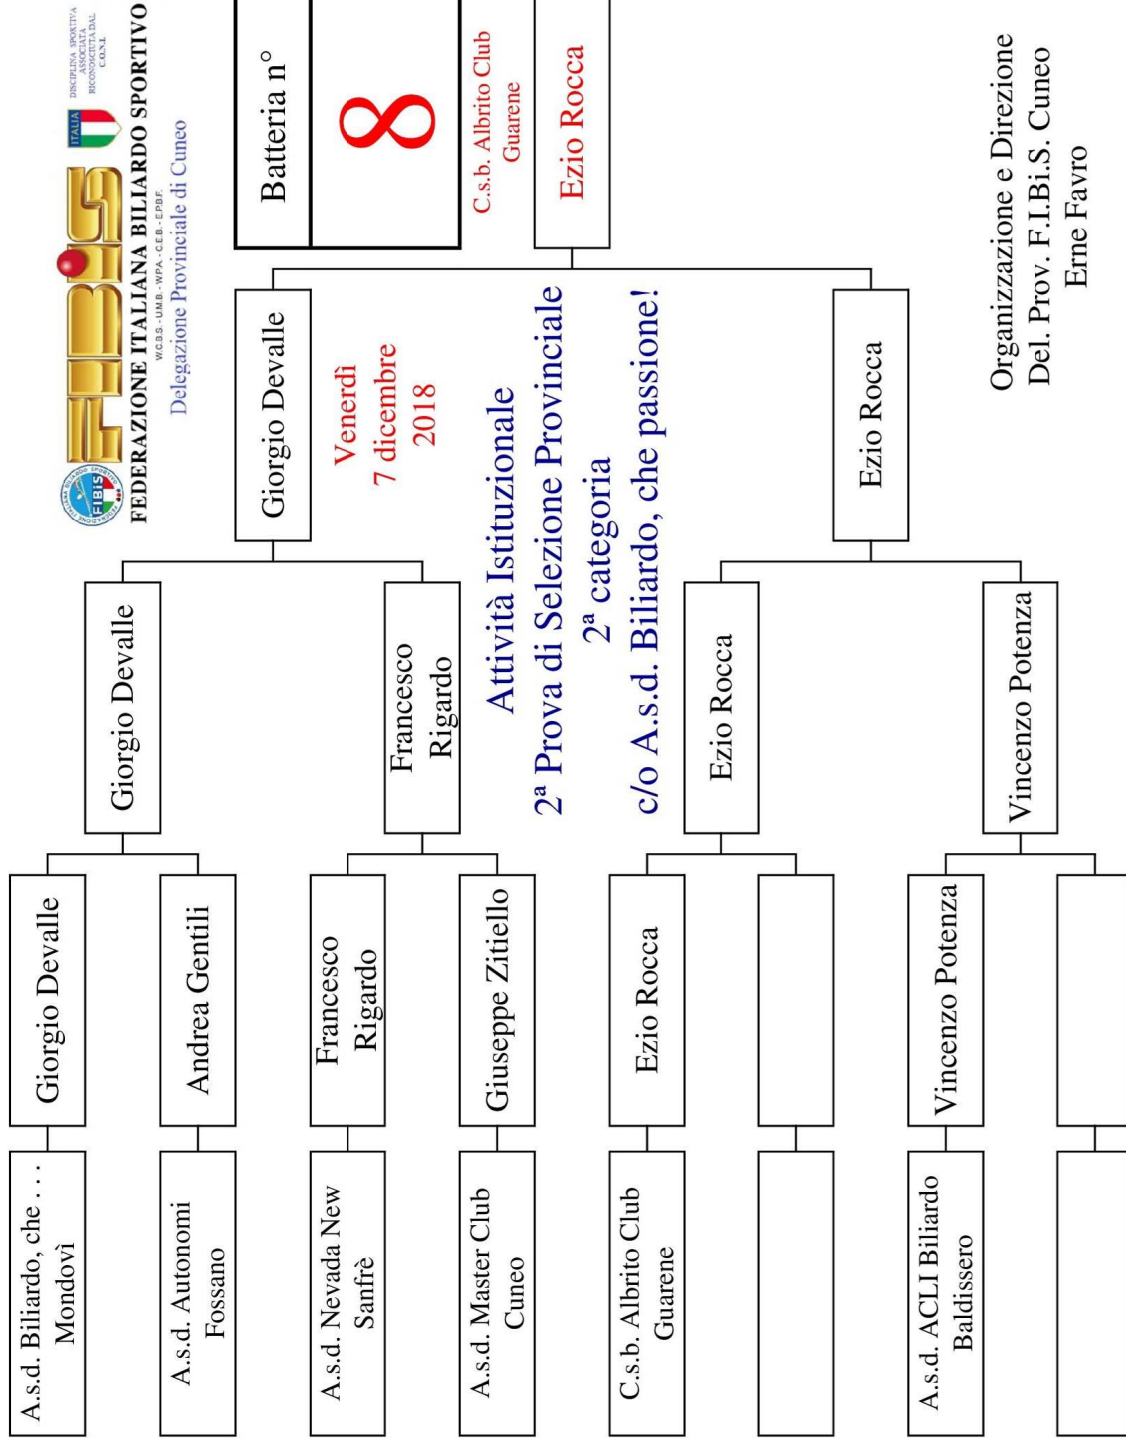 FIBiS
ITALIA
DISCIPLINA SPORTIVA
ASSOCIATA
RICONOSCIUTA DAL
C.O.N.I.
FEDERAZIONE ITALIANA BILIARDO SPORTIVO
W.C.B.S. - U.M.B. - W.P.A. - C.E.B. - E.P.B.F.
Delegazione Provinciale di Cuneo
Batteria n°
8
C.s.b. Albrito Club
Guarene
Ezio Rocca
Giorgio Devalle
Venerdì
7 dicembre
2018
Ezio Rocca
Attività Istituzionale
2ª Prova di Selezione Provinciale
2ª categoria
c/o A.s.d. Biliardo, che passione!
Giorgio Devalle
Francesco
Rigardo
Ezio Rocca
Vincenzo Potenza
A.s.d. Biliardo, che . . .
Mondovì
Giorgio Devalle
A.s.d. Autonomi
Fossano
Andrea Gentili
A.s.d. Nevada New
Sanfrè
Francesco
Rigardo
A.s.d. Master Club
Cuneo
Giuseppe Zitiello
C.s.b. Albrito Club
Guarene
Ezio Rocca
A.s.d. ACLI Biliardo
Baldissero
Vincenzo Potenza
Organizzazione e Direzione
Del. Prov. F.I.Bi.S. Cuneo
Erne Favro